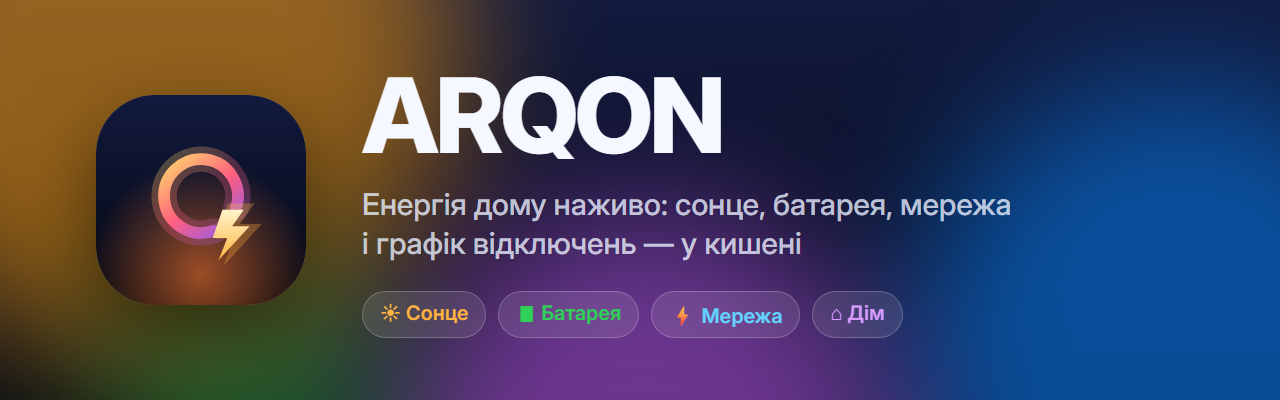 ARQON
Енергія дому наживо: сонце, батарея, мережа
і графік відключень — у кишені
Сонце Батарея Мережа Дім